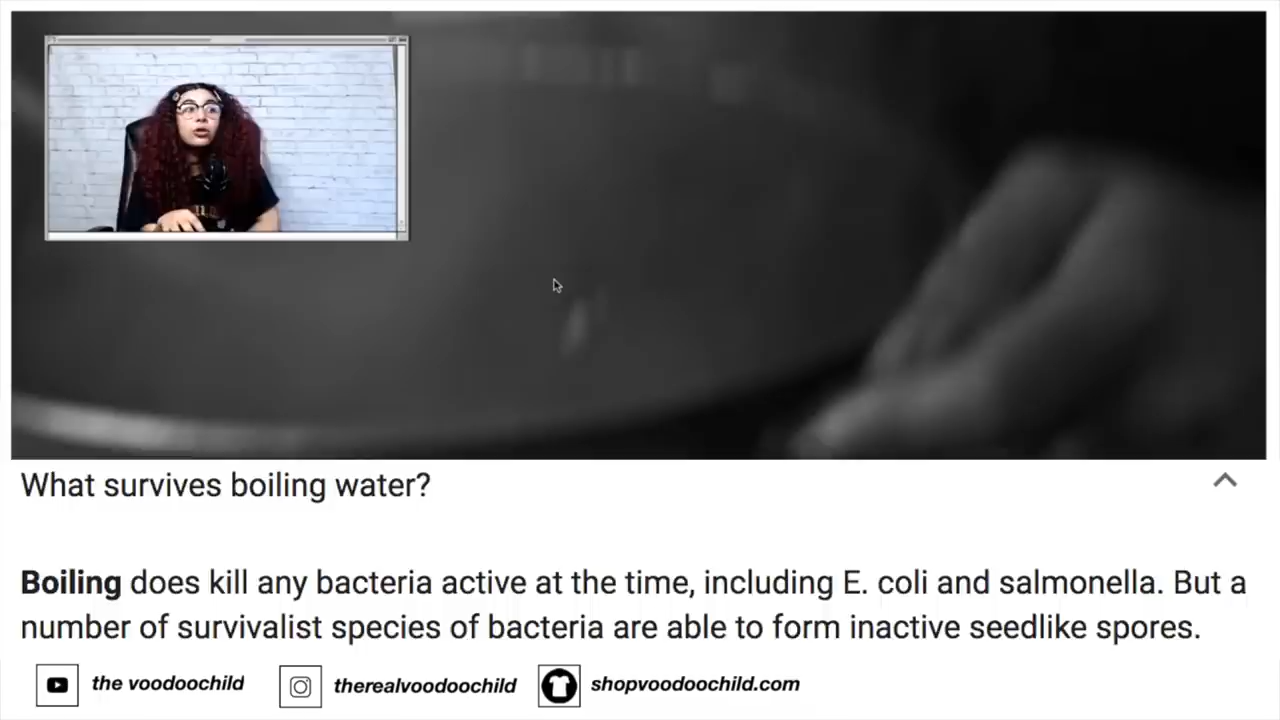 What survives boiling water?
Boiling does kill any bacteria active at the time, including E. coli and salmonella. But a
number of survivalist species of bacteria are able to form inactive seedlike spores.
the voodoochild
therealvoodoochild
shopvoodoochild.com